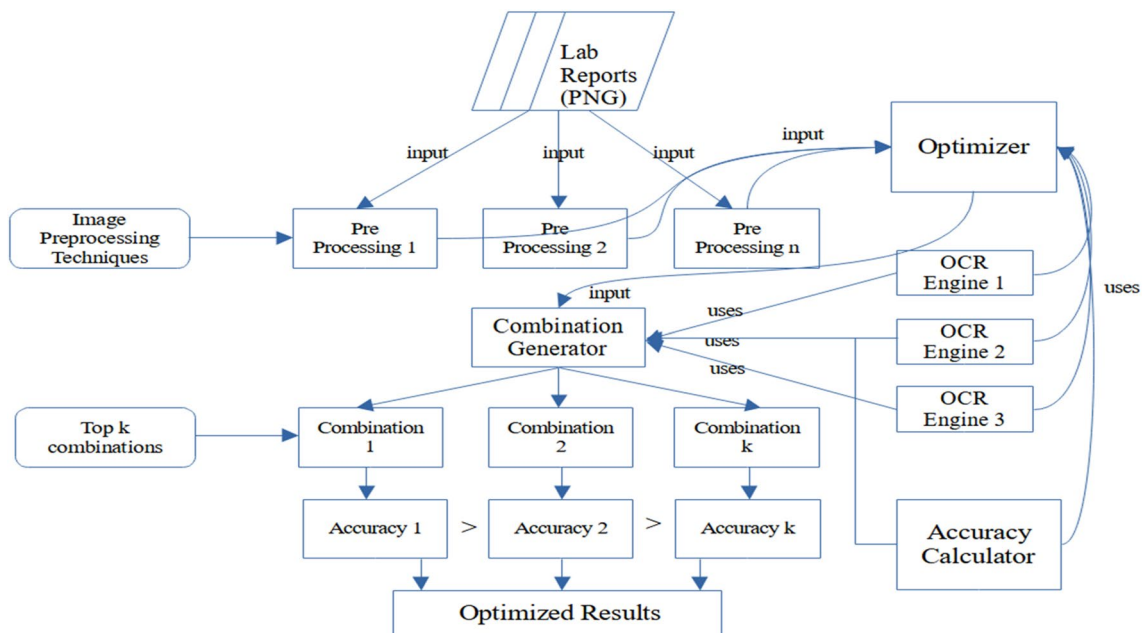 Lab
Reports
(PNG)
input
input
input
input
Optimizer
Image
Preprocessing
Techniques
Pre
Processing 1
Pre
Processing 2
Pre
Processing n
OCR
Engine 1
uses
input
uses
Combination
Generator
uses
OCR
Engine 2
uses
OCR
Engine 3
Top k
combinations
Combination
1
Combination
2
Combination
k
Accuracy 1
>
Accuracy 2
>
Accuracy k
Accuracy
Calculator
Optimized Results